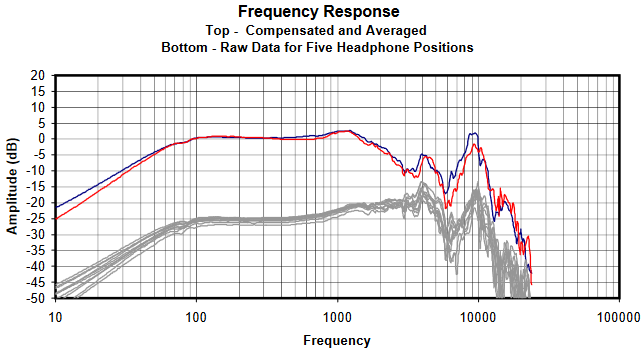 Frequency Response
Top - Compensated and Averaged
Bottom - Raw Data for Five Headphone Positions
Amplitude (dB)
20
15
10
5
0
-5
-10
-15
-20
-25
-30
-35
-40
-45
-50
10 100 1000 10000 100000
Frequency